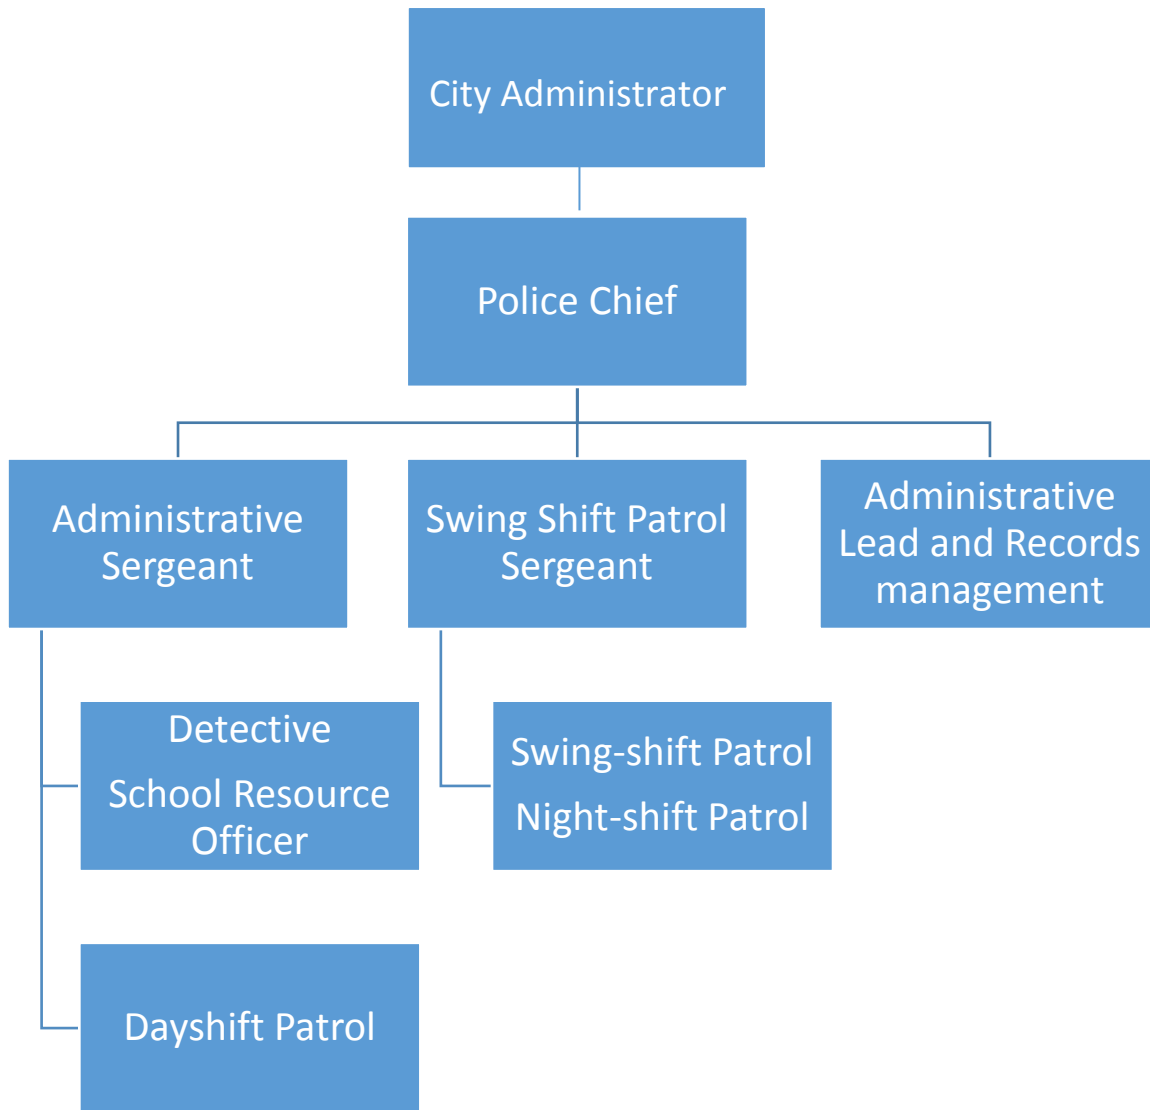 City Administrator
Police Chief
Administrative
Sergeant
Swing Shift Patrol
Sergeant
Administrative
Lead and Records
management
Detective
School Resource
Officer
Swing-shift Patrol
Night-shift Patrol
Dayshift Patrol